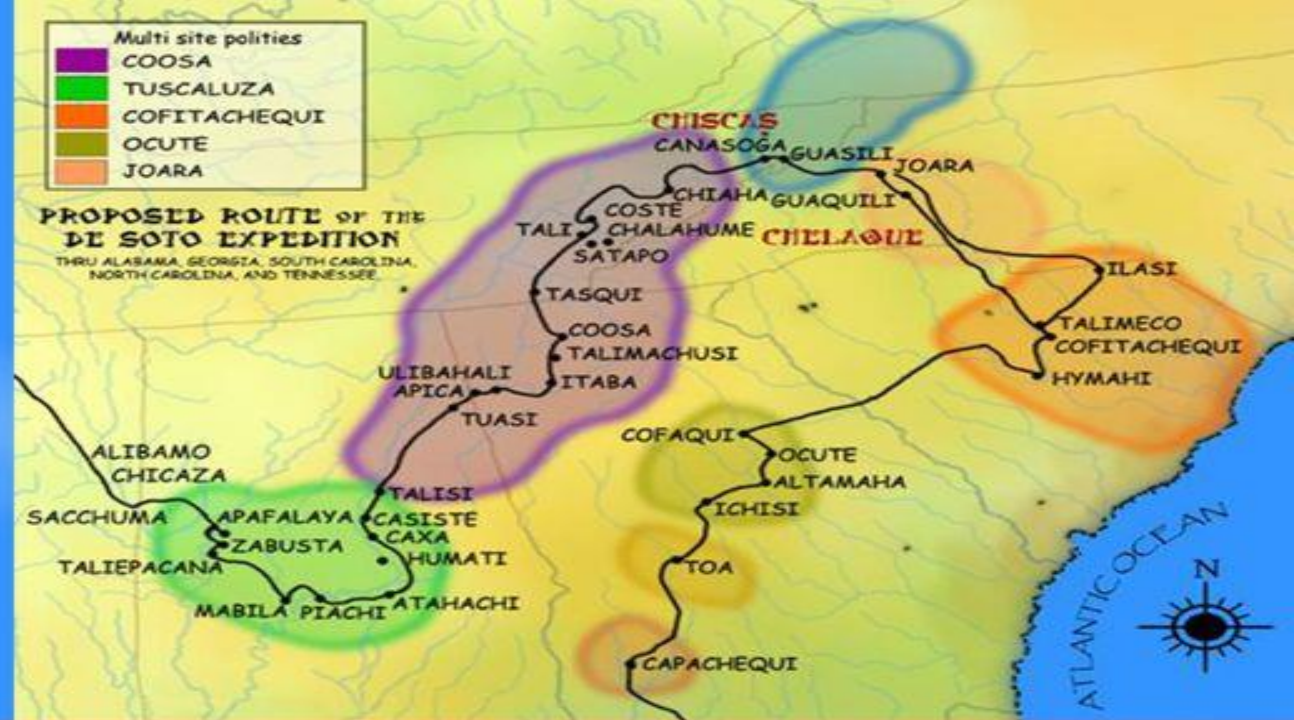 Multi site polities
COOSA
TUSCALUZA
COFITACHEQUI
OCUTE
JOARA
PROPOSED ROUTE OF THE
DE SOTO EXPEDITION
THRU ALABAMA, GEORGIA, SOUTH CAROLINA,
NORTH CAROLINA, AND TENNESSEE.
CHISCAS
CANASOGA
GUASILI
JOARA
CHIAHA
GUAQUILI
COSTE
TALI
CHALAHUME
CHELAQUE
SATAPO
ILASI
TASQUI
TALIMECO
COOSA
COFITACHEQUI
TALIMACHUSI
ULIBAHALI
HYMAHI
APICA
ITABA
TUASI
COFAQUI
ALIBAMO
OCUTE
CHICAZA
ALTAMAHA
TALISI
ICHISI
SACCHUMA
APAFALAYA
CASISTE
CAXA
ZABUSTA
HUMATI
TALIEPACANA
TOA
MABILA
PIACHI
ATAHACHI
CAPACHEQUI
ATLANTIC OCEAN
N